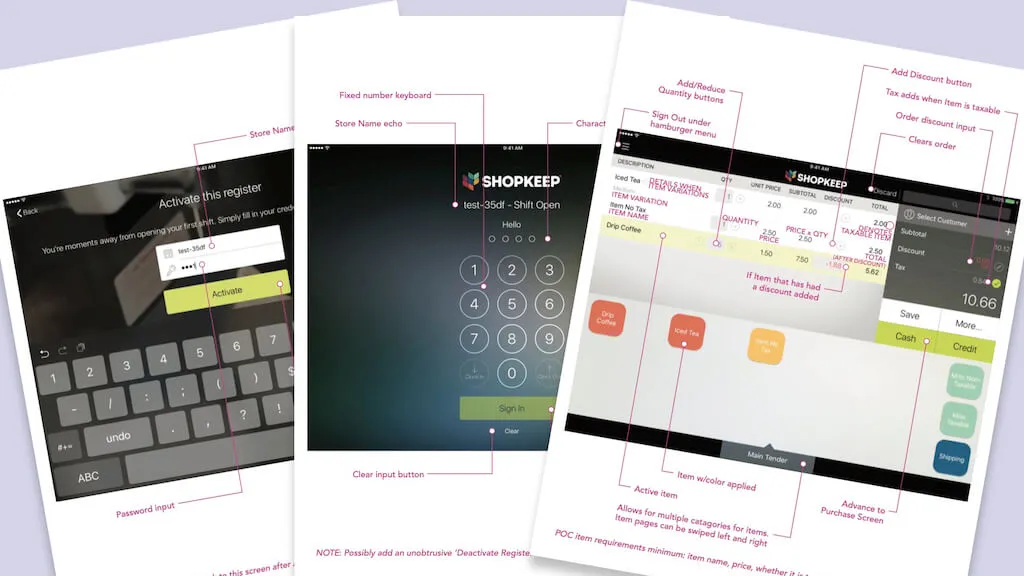 Store Name
9:41 AM
Back
Activate this register
You're moments away from opening your first shift. Simply fill in your
test-35df
Activate
1 2 3 4 5 6 7
- / : ; ( ) $
#+= undo . , ? !
ABC
Password input
to this screen after
Fixed number keyboard
Store Name echo
9:41 AM
SHOPKEEP
test-35df - Shift Open
Hello
1 2 3
4 5 6
7 8 9
Clock In 0
Sign In
Clear
Clear input button
NOTE: Possibly add an unobtrusive 'Deactivate
Add/Reduce
Quantity buttons
Sign Out under
hamburger menu
Add Discount button
Tax adds when Item is taxable
Order discount input
Clears order
9:41 AM
100%
SHOPKEEP
Discard
DESCRIPTION QTY UNIT PRICE SUBTOTAL DISCOUNT TOTAL
Iced Tea 1 2.00 2.00 2.00
Medium
DETAILS WHEN
ITEM VARIATIONS
ITEM VARIATION
DENOTES
TAXABLE ITEM
Item No Tax 1 2.50 2.50 2.50
ITEM NAME
QUANTITY
PRICE
PRICE x QTY
TOTAL
(AFTER DISCOUNT)
Drip Coffee 1.50 7.50 -1.88 5.62
If Item that has had
a discount added
Select Customer
Subtotal 10.12
Discount
Tax
10.66
Save More...
Cash Credit
Drip
Coffee
Iced Tea
Item No
Tax
Misc Non-
Taxable
Misc
Taxable
Shipping
Main Tender
Item w/color applied
Active item
Allows for multiple catagories for items.
Item pages can be swiped left and right
Advance to
Purchase Screen
POC item requirements minimum: item name, price, whether it is